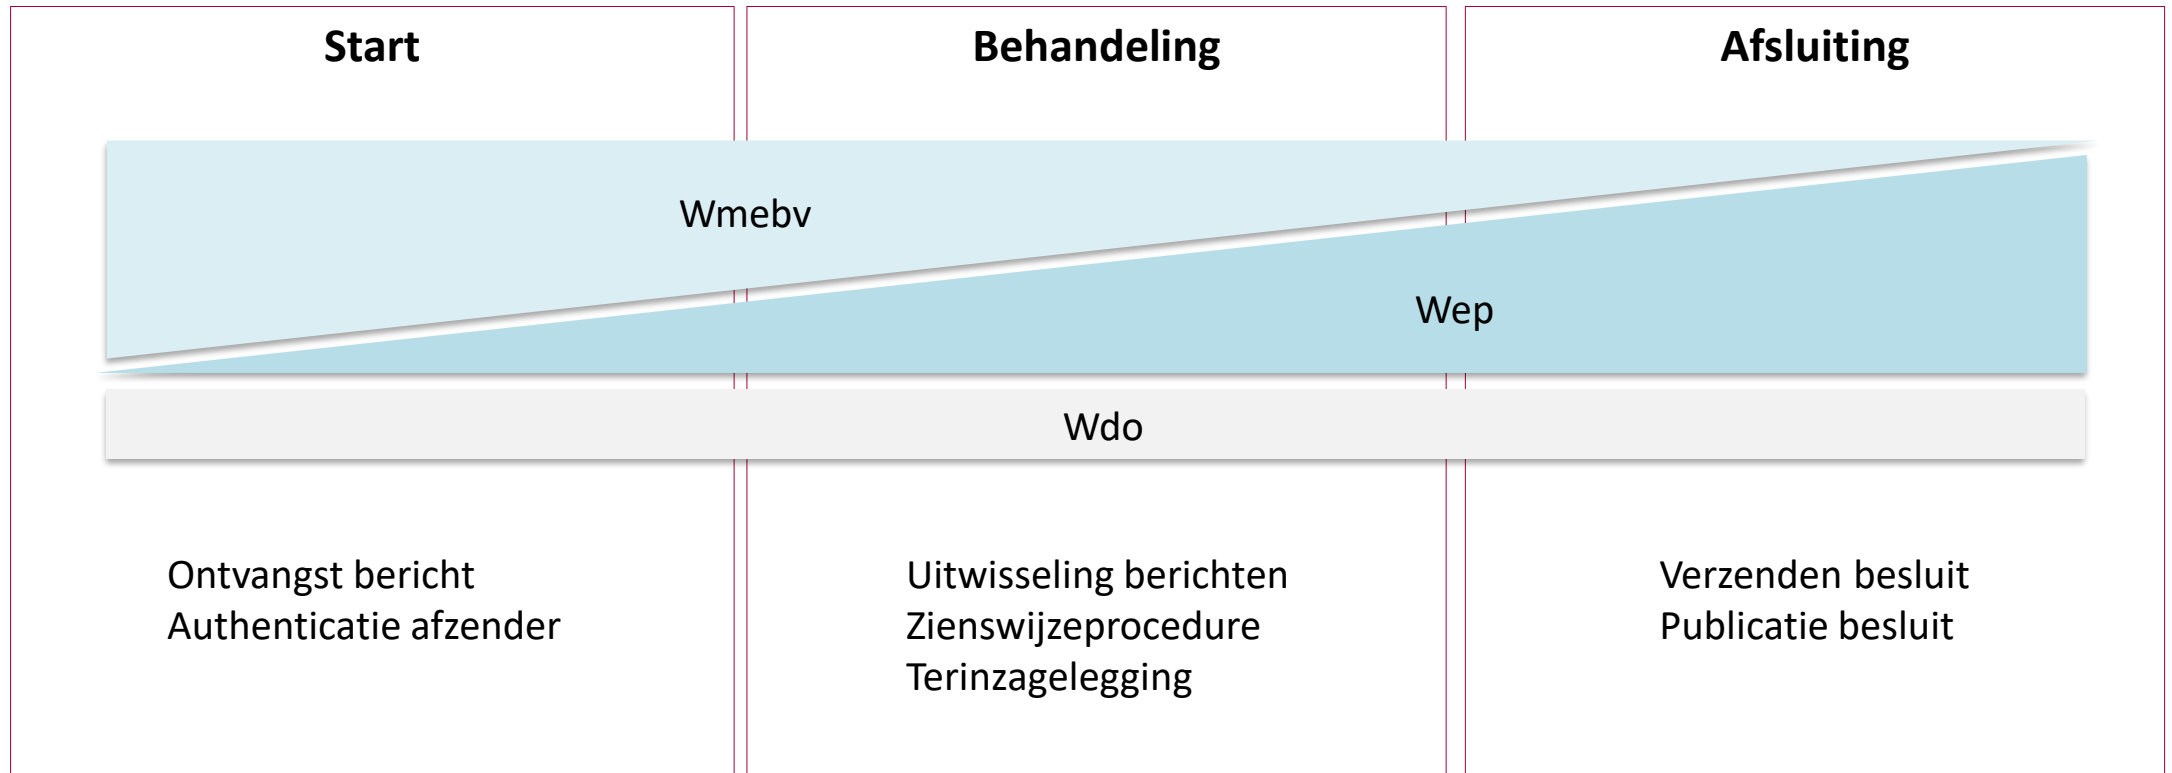 Start
Behandeling
Afsluiting
Wmebv
Wep
Wdo
Ontvangst bericht
Authenticatie afzender
Uitwisseling berichten
Zienswijzeprocedure
Terinzagelegging
Verzenden besluit
Publicatie besluit